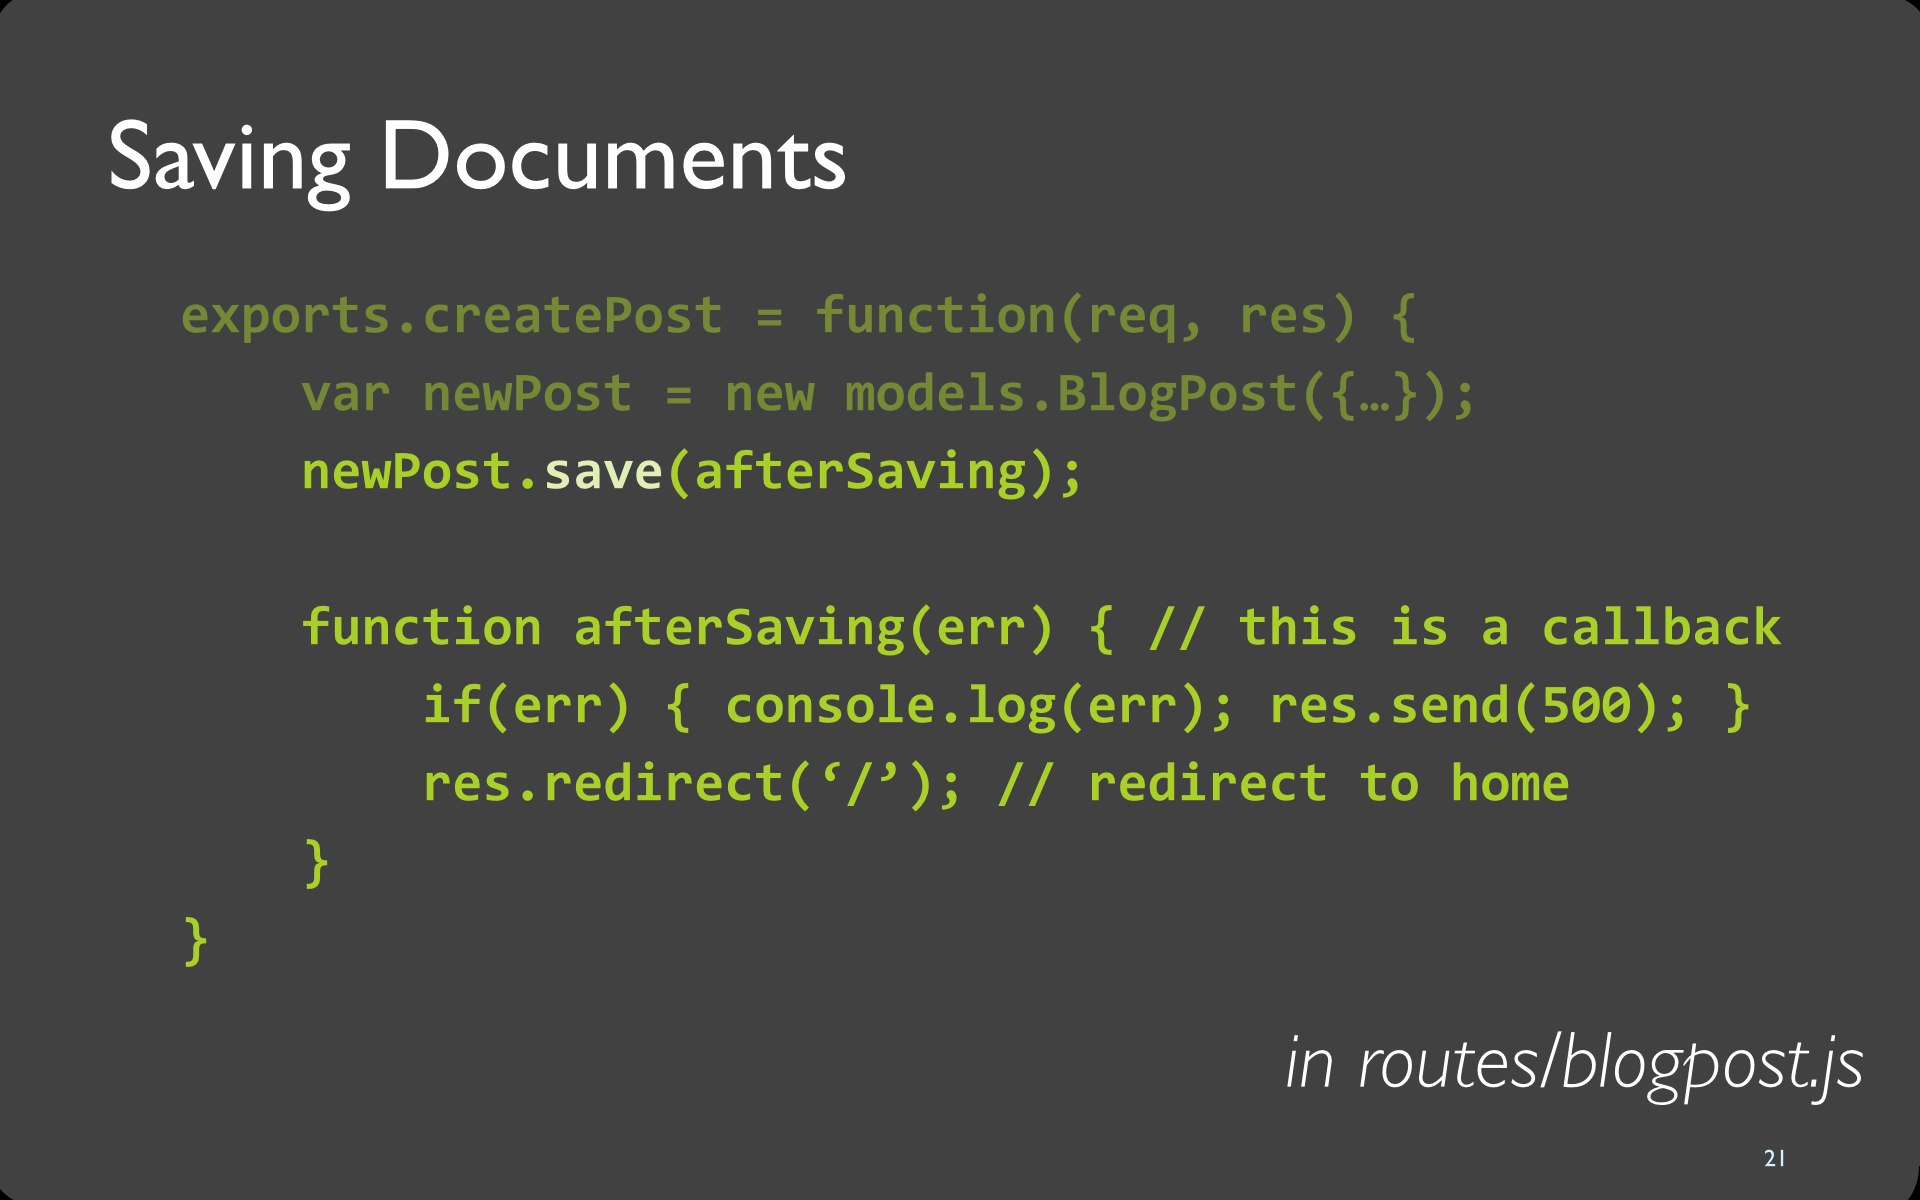 Saving Documents
exports.createPost = function(req, res) {
var newPost = new models.BlogPost({…});
newPost.save(afterSaving);
function afterSaving(err) { // this is a callback
if(err) { console.log(err); res.send(500); }
res.redirect(‘/’); // redirect to home
}
}
in routes/blogpost.js
21